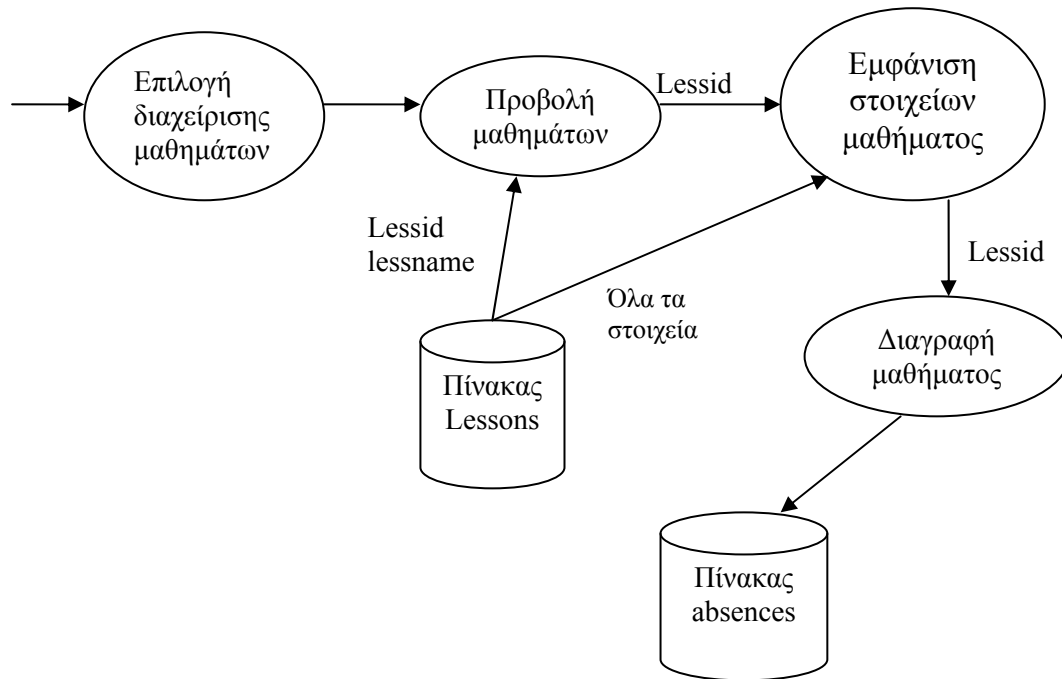 Επιλογή
διαχείρισης
μαθημάτων
Προβολή
μαθημάτων
Lessid
Εμφάνιση
στοιχείων
μαθήματος
Lessid
lessname
Όλα τα
στοιχεία
Lessid
Πίνακας
Lessons
Διαγραφή
μαθήματος
Πίνακας
absences